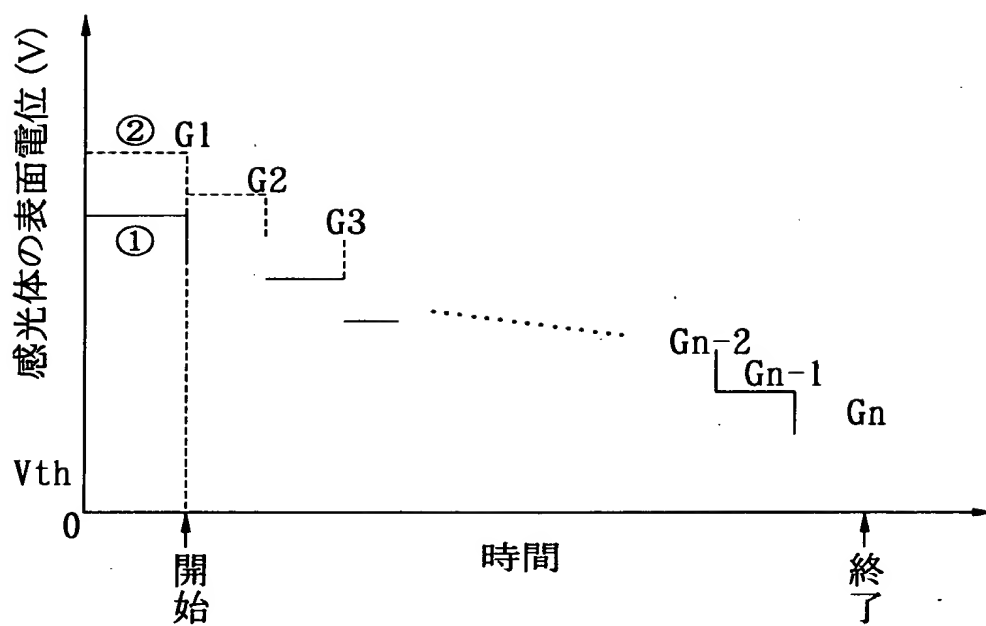 感光体の表面電位 (V)
② G1
G2
①
G3
Gn-2
Gn-1
Gn
Vth
0
時間
開始
終了